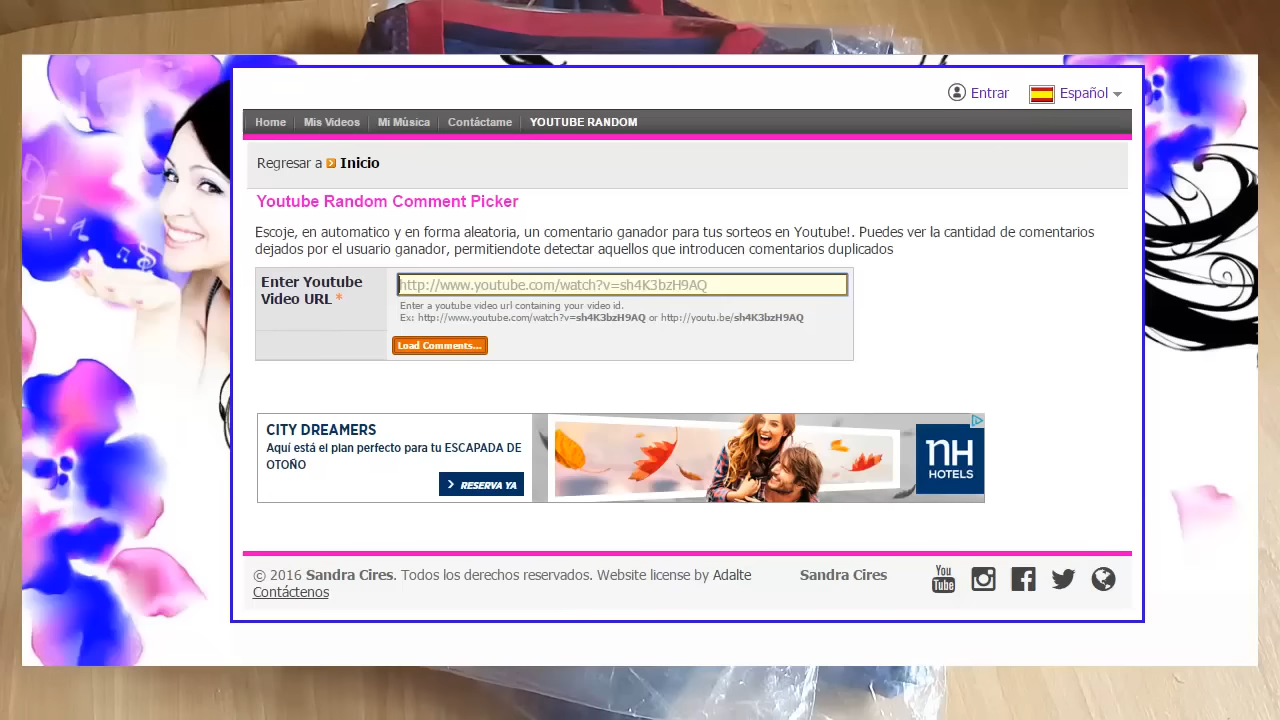 Entrar
Español
Home
Mis Videos
Mi Mùsica
Contáctame
YOUTUBE RANDOM
Regresar a Inicio
Youtube Random Comment Picker
Escoje, en automatico y en forma aleatoria, un comentario ganador para tus sorteos en Youtube!. Puedes ver la cantidad de comentarios
dejados por el usuario ganador, permitiendote detectar aquellos que introducen comentarios duplicados
Enter Youtube
Video URL *
http://www.youtube.com/watch?v=sh4K3bzH9AQ
Enter a youtube video url containing your video id.
Ex: http://www.youtube.com/watch?v=sh4K3bzH9AQ or http://youtu.be/sh4K3bzH9AQ
Load Comments...
CITY DREAMERS
Aquí está el plan perfecto para tu ESCAPADA DE
OTOÑO
RESERVA YA
nH
HOTELS
© 2016 Sandra Cires. Todos los derechos reservados. Website license by Adalte
Contáctenos
Sandra Cires
You
Tube